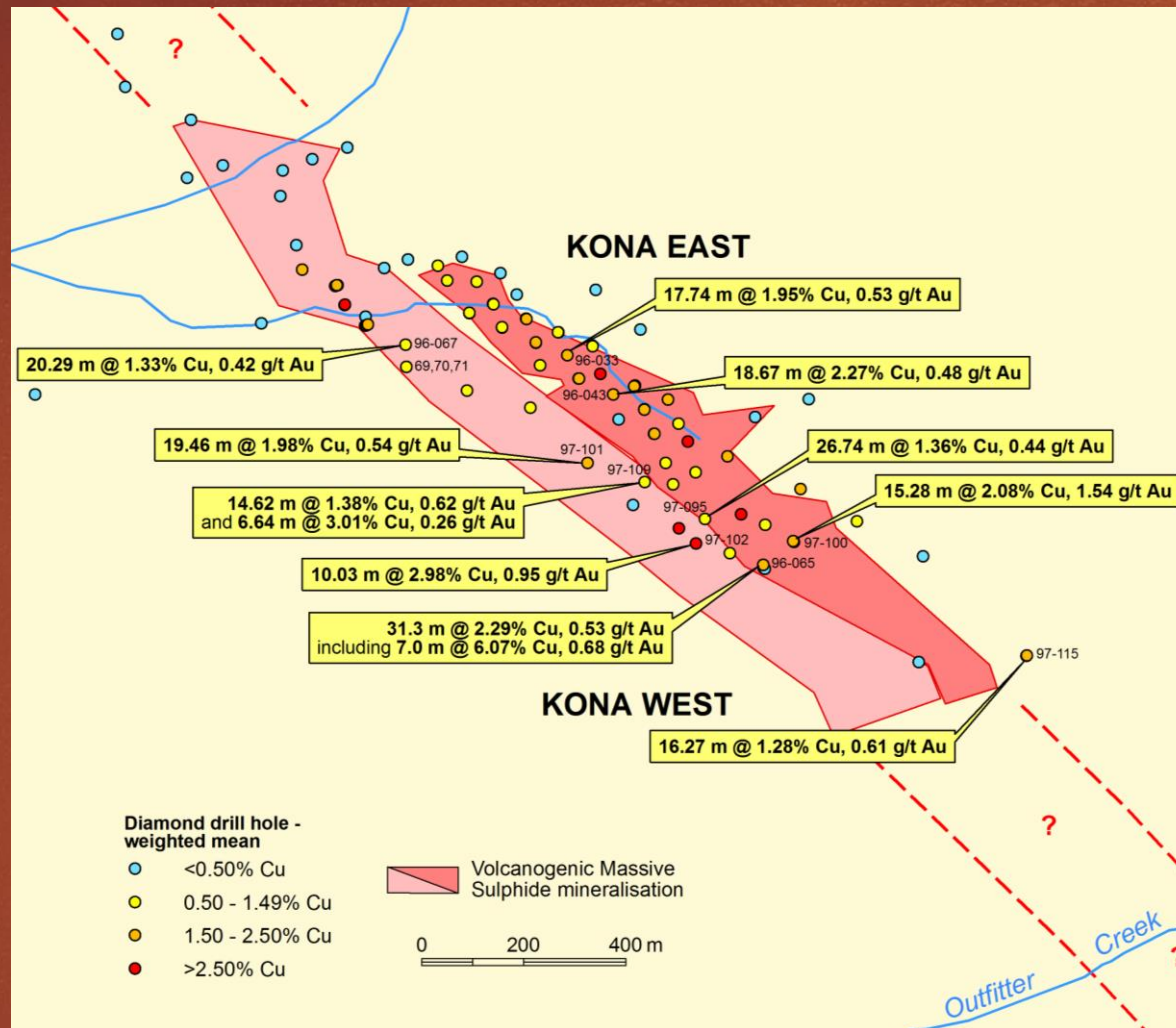 ?
KONA EAST
17.74 m @ 1.95% Cu, 0.53 g/t Au
96-067
96-033
20.29 m @ 1.33% Cu, 0.42 g/t Au
69,70,71
18.67 m @ 2.27% Cu, 0.48 g/t Au
96-043
19.46 m @ 1.98% Cu, 0.54 g/t Au
97-101
26.74 m @ 1.36% Cu, 0.44 g/t Au
97-109
14.62 m @ 1.38% Cu, 0.62 g/t Au
and 6.64 m @ 3.01% Cu, 0.26 g/t Au
15.28 m @ 2.08% Cu, 1.54 g/t Au
97-095
97-102
97-100
10.03 m @ 2.98% Cu, 0.95 g/t Au
96-065
31.3 m @ 2.29% Cu, 0.53 g/t Au
including 7.0 m @ 6.07% Cu, 0.68 g/t Au
97-115
KONA WEST
16.27 m @ 1.28% Cu, 0.61 g/t Au
?
Diamond drill hole -
weighted mean
<0.50% Cu
0.50 - 1.49% Cu
1.50 - 2.50% Cu
>2.50% Cu
Volcanogenic Massive
Sulphide mineralisation
0 200 400 m
Outfitter Creek
?